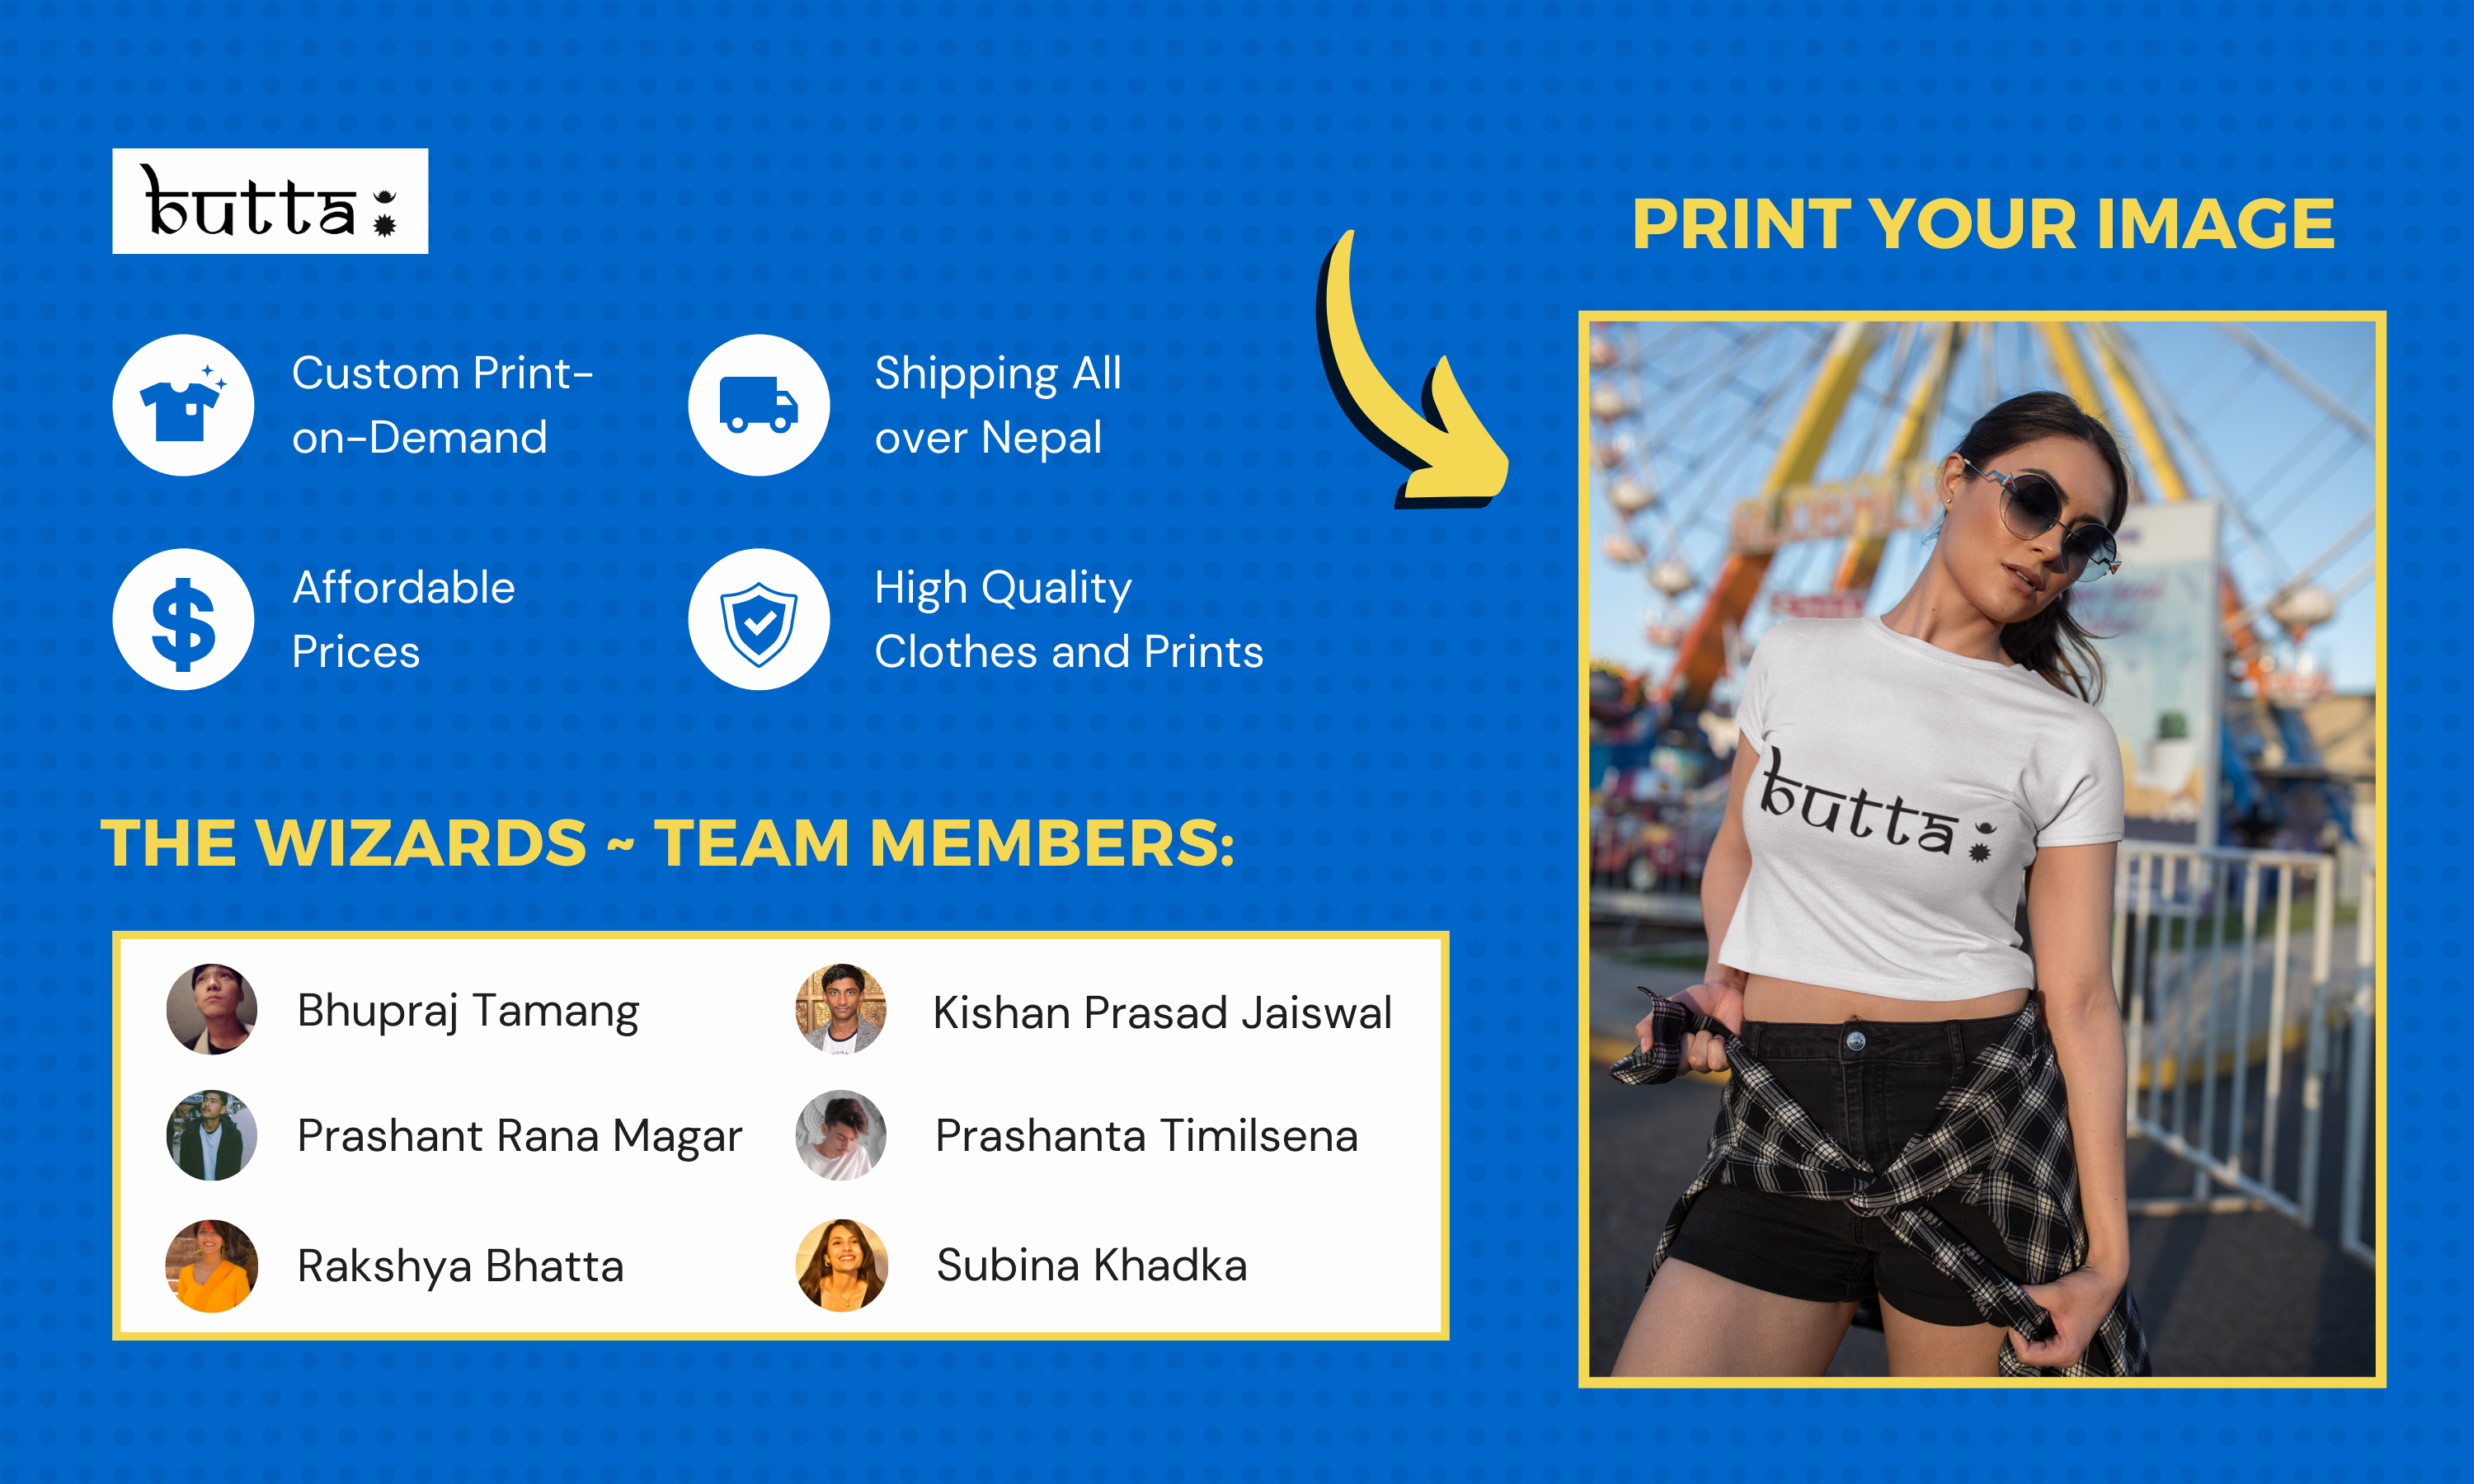 butta
Custom Print-
on-Demand
Shipping All
over Nepal
Affordable
Prices
High Quality
Clothes and Prints
PRINT YOUR IMAGE
butta
THE WIZARDS ~ TEAM MEMBERS:
Bhupraj Tamang
Kishan Prasad Jaiswal
Prashant Rana Magar
Prashanta Timilsena
Rakshya Bhatta
Subina Khadka